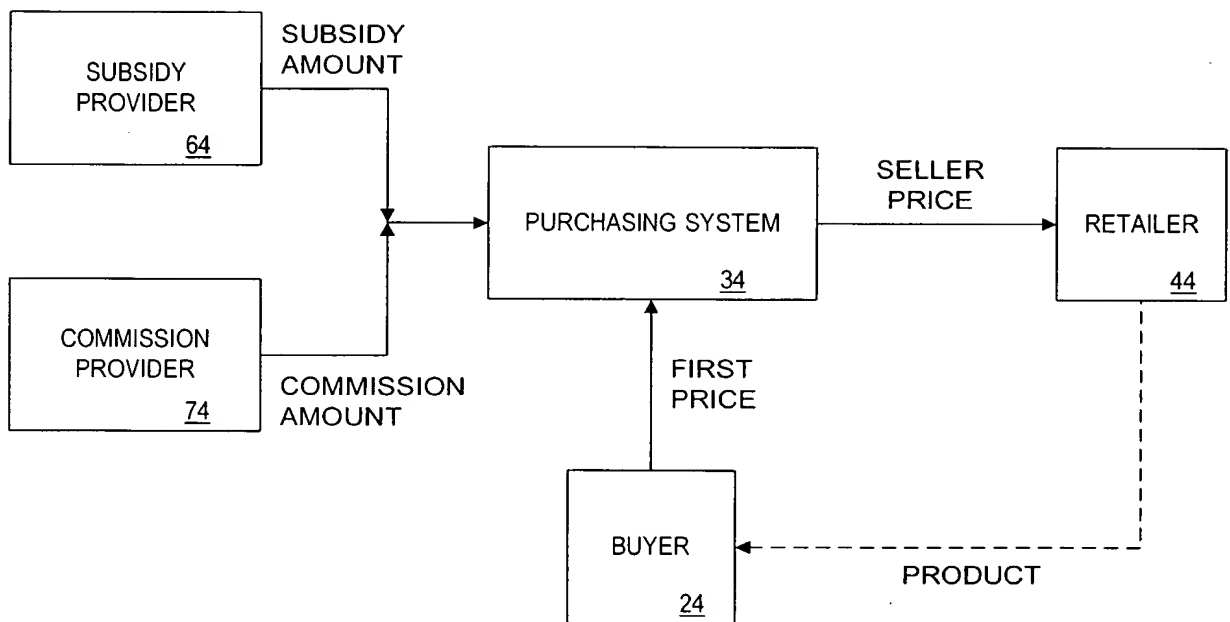 SUBSIDY
PROVIDER
64
SUBSIDY
AMOUNT
COMMISSION
PROVIDER
74
COMMISSION
AMOUNT
PURCHASING SYSTEM
34
SELLER
PRICE
RETAILER
44
FIRST
PRICE
BUYER
24
PRODUCT